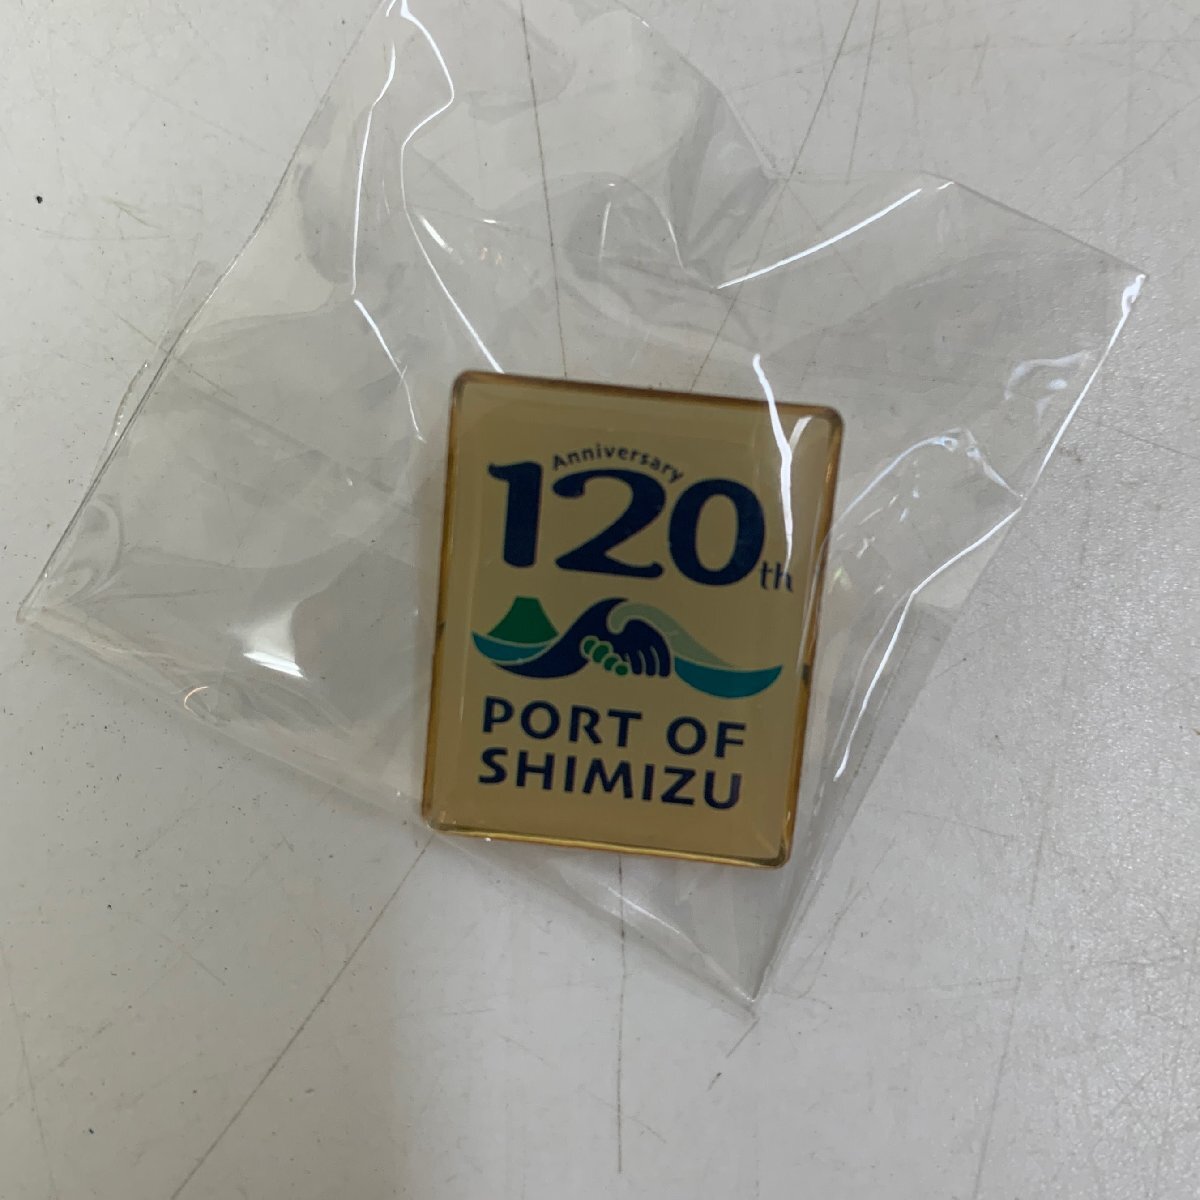 Anniversary
120th
PORT OF
SHIMIZU